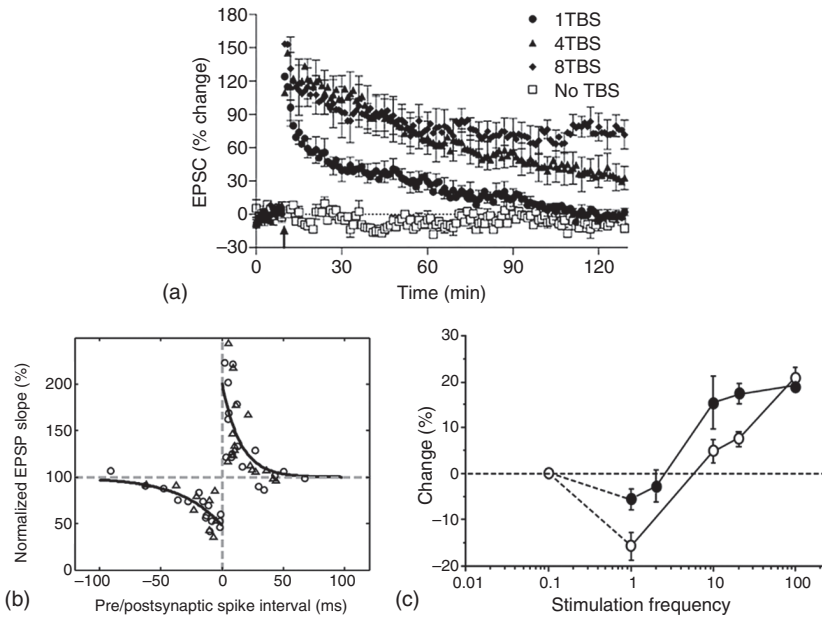 180
150
120
90
60
30
0
−30
EPSC (% change)
1TBS
4TBS
8TBS
No TBS
0
30
60
90
120
Time (min)
(a)
200
150
100
50
0
Normalized EPSP slope (%)
−100
−50
0
50
100
Pre/postsynaptic spike interval (ms)
(b)
30
20
10
0
−10
−20
Change (%)
0.01
0.1
1
10
100
Stimulation frequency
(c)